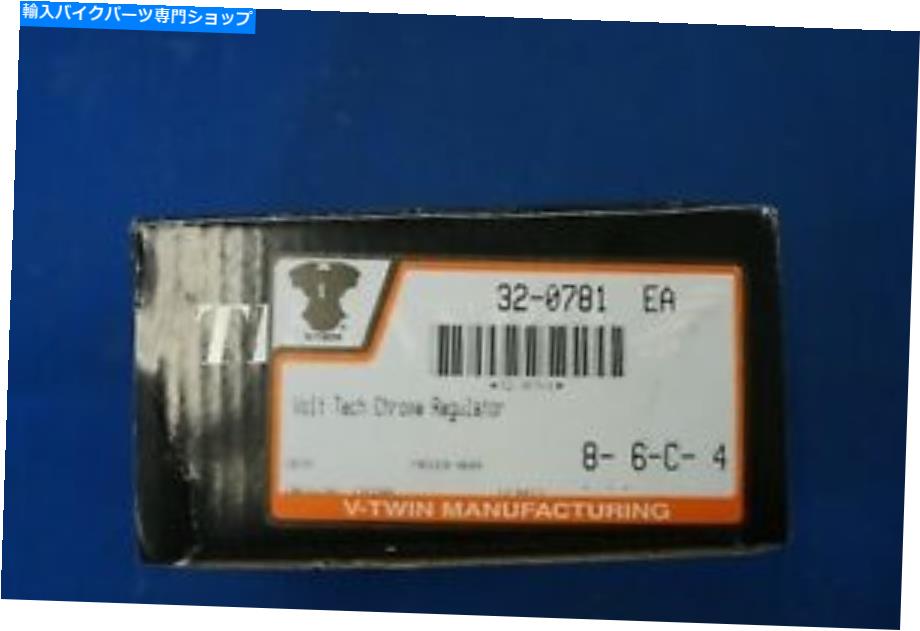 輸入バイクパーツ専門ショップ
32-0781 EA
Volt Tech Chrome Regulator
8- 6-C- 4
V-TWIN MANUFACTURING